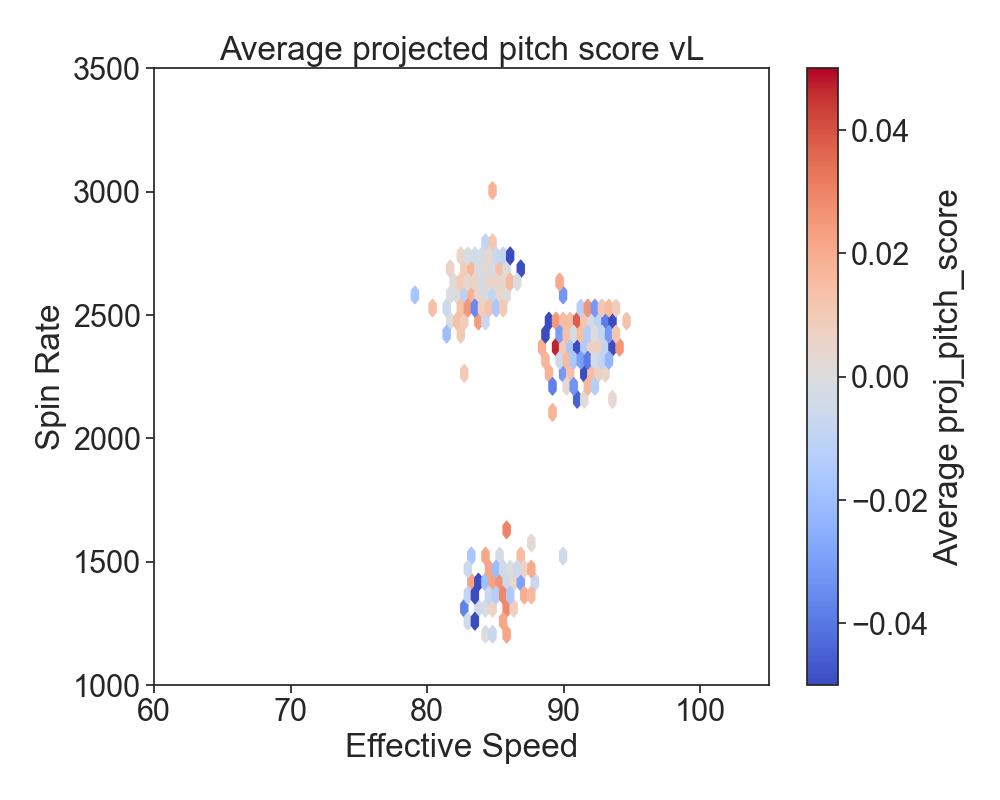 Average projected pitch score vL
3500
3000
2500
2000
1500
1000
Spin Rate
60 70 80 90 100
Effective Speed
0.04
0.02
0.00
−0.02
−0.04
Average proj_pitch_score